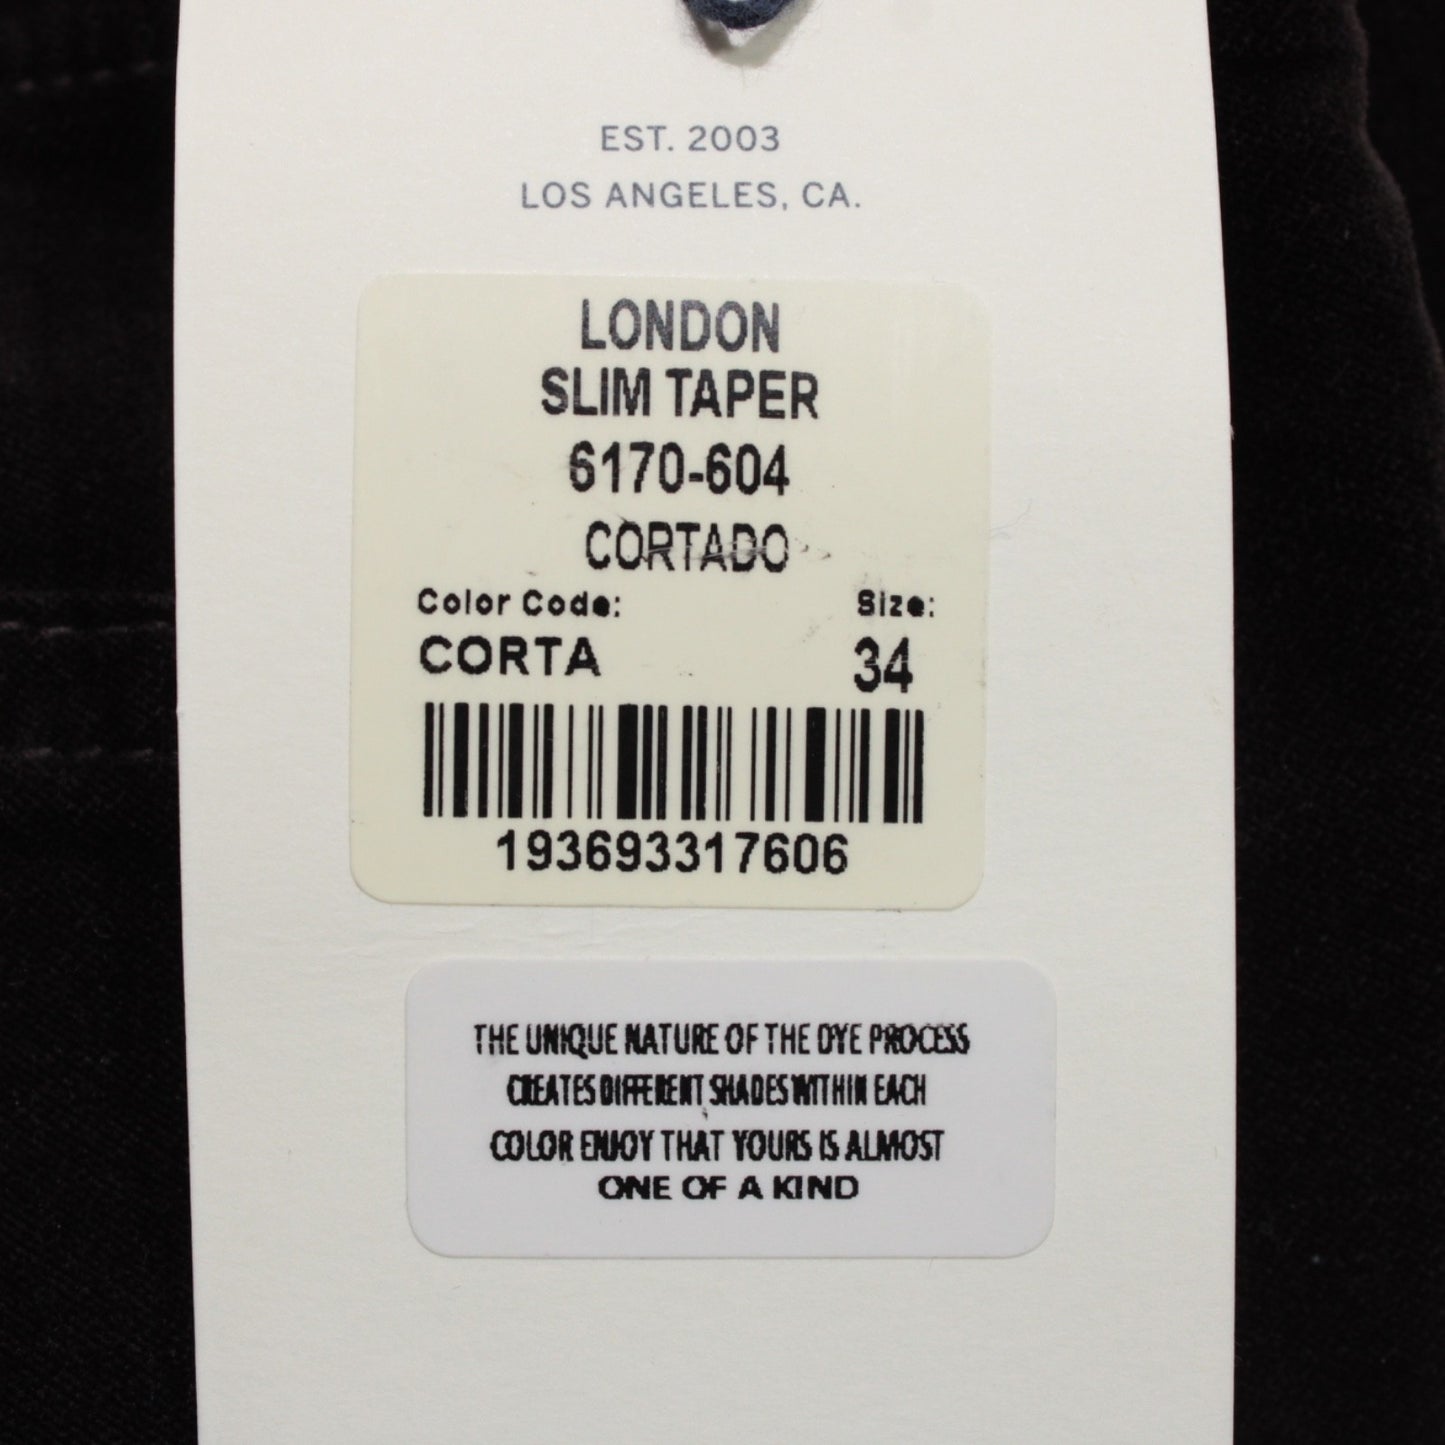 EST. 2003
LOS ANGELES, CA.
LONDON
SLIM TAPER
6170-604
CORTADO
Color Code: Size:
CORTA 34
193693317606
THE UNIQUE NATURE OF THE DYE PROCESS
CREATES DIFFERENT SHADES WITHIN EACH
COLOR ENJOY THAT YOURS IS ALMOST
ONE OF A KIND